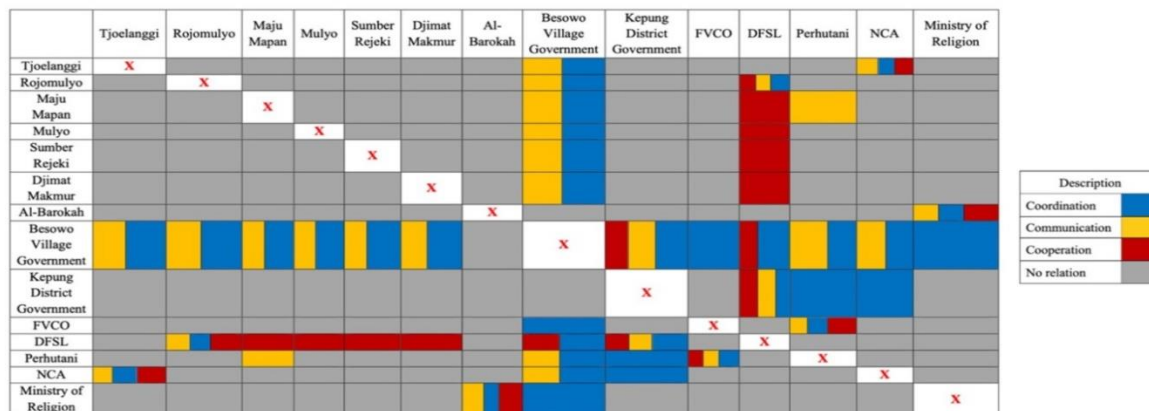 Tjoelanggi Rojomulyo Maju Mapan Mulyo Sumber Rejeki Djimat Makmur Al-Barokah Besowo Village Government Kepung District Government FVCO DFSL Perhutani NCA Ministry of Religion
Tjoelanggi X
Rojomulyo X
Maju
Mapan X
Mulyo X
Sumber
Rejeki X
Djimat
Makmur X
Al-Barokah X
Besowo
Village X
Government
Kepung
District X
Government
FVCO X
DFSL X
Perhutani X
NCA X
Ministry of
Religion X
Description
Coordination
Communication
Cooperation
No relation